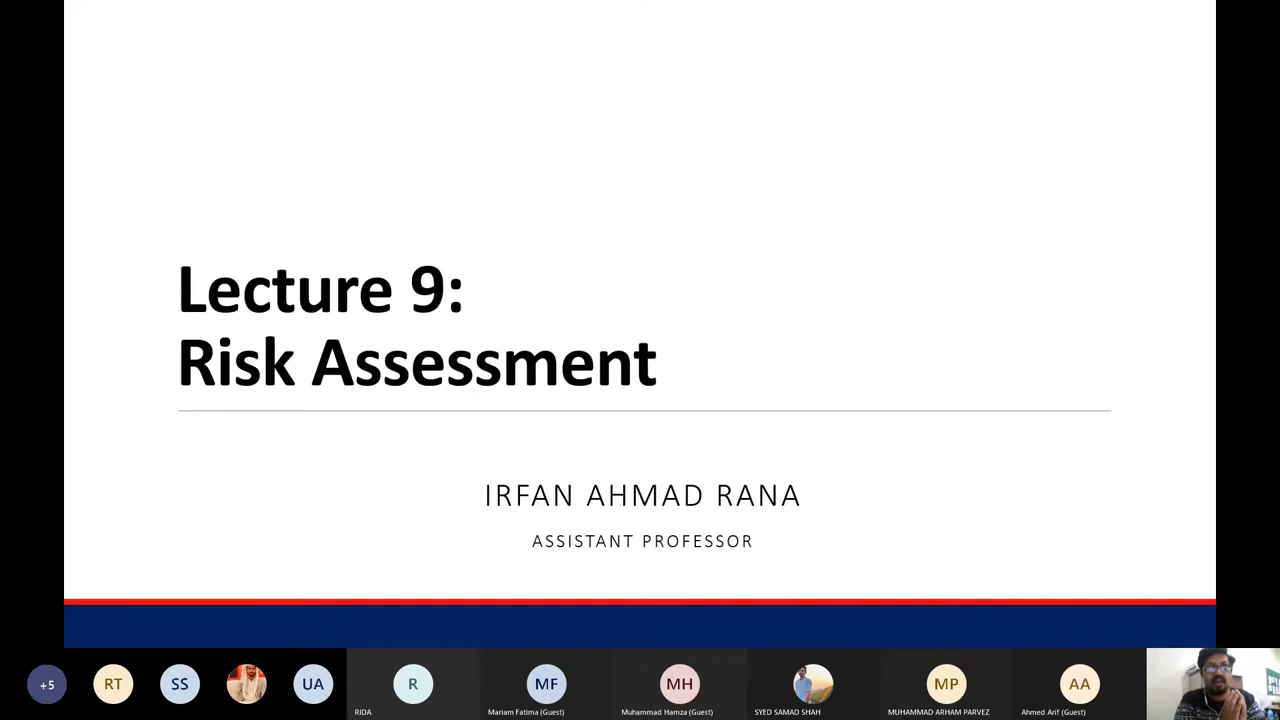 Lecture 9:
Risk Assessment
IRFAN AHMAD RANA
ASSISTANT PROFESSOR
+5
RT
SS
UA
R
MF
MH
MP
AA
RIDA
Mariam Fatima (Guest)
Muhammad Hamza (Guest)
SYED SAMAD SHAH
MUHAMMAD ARHAM PARVEZ
Ahmed Arif (Guest)